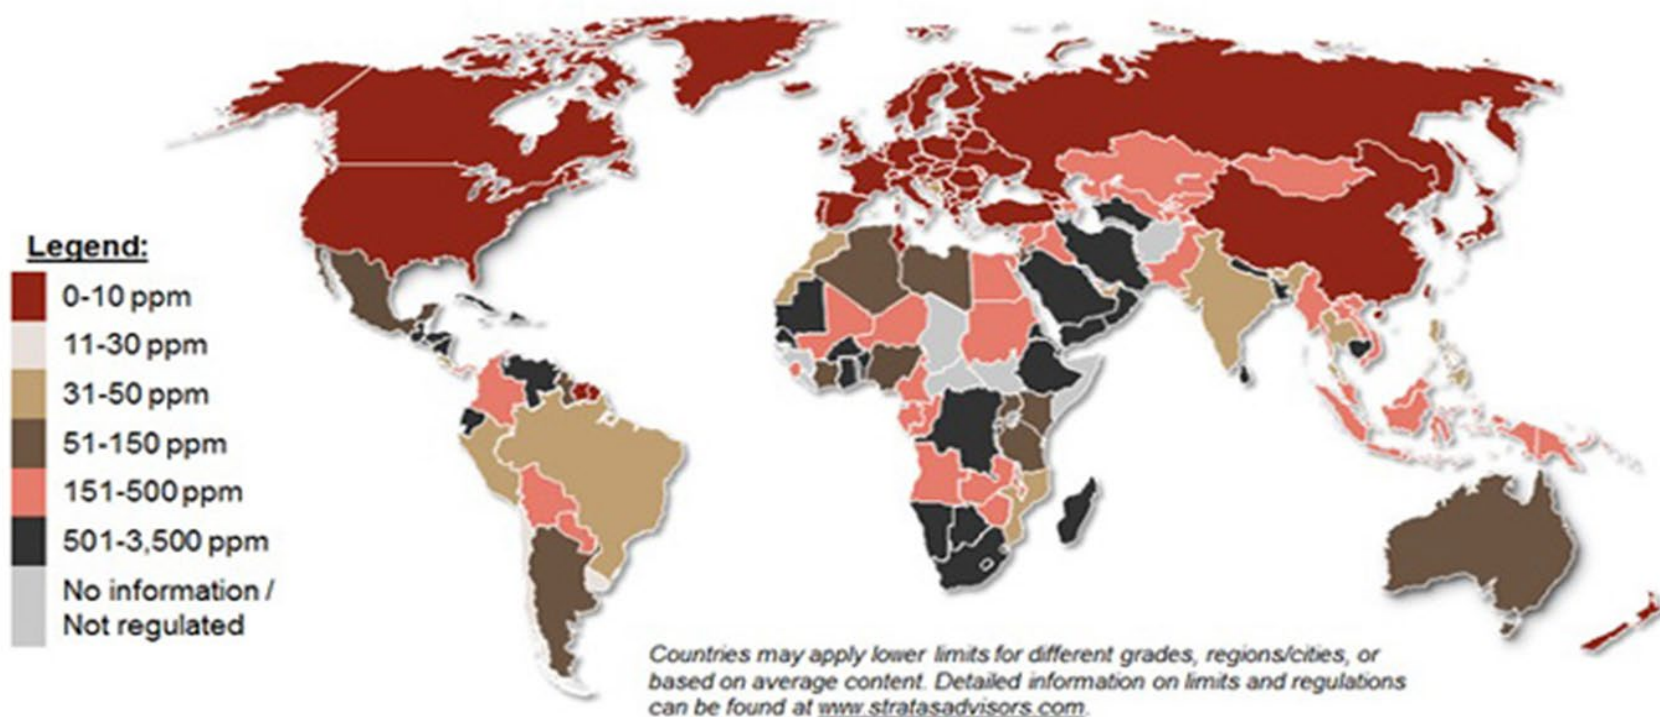 Legend:
0-10 ppm
11-30 ppm
31-50 ppm
51-150 ppm
151-500 ppm
501-3,500 ppm
No information /
Not regulated
Countries may apply lower limits for different grades, regions/cities, or
based on average content. Detailed information on limits and regulations
can be found at www.stratasadvisors.com.